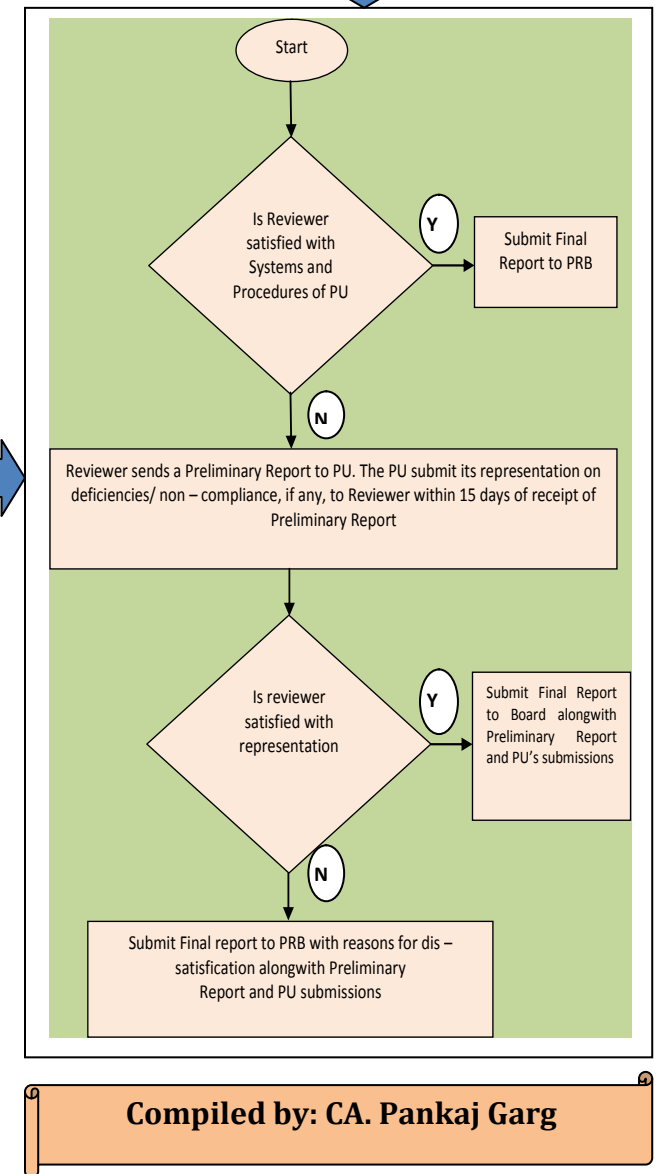 Start
Is Reviewer
satisfied with
Systems and
Procedures of PU
Y
Submit Final
Report to PRB
N
Reviewer sends a Preliminary Report to PU. The PU submit its representation on
deficiencies/ non – compliance, if any, to Reviewer within 15 days of receipt of
Preliminary Report
Is reviewer
satisfied with
representation
Y
Submit Final Report
to Board alongwith
Preliminary Report
and PU's submissions
N
Submit Final report to PRB with reasons for dis –
satisfication alongwith Preliminary
Report and PU submissions
Compiled by: CA. Pankaj Garg